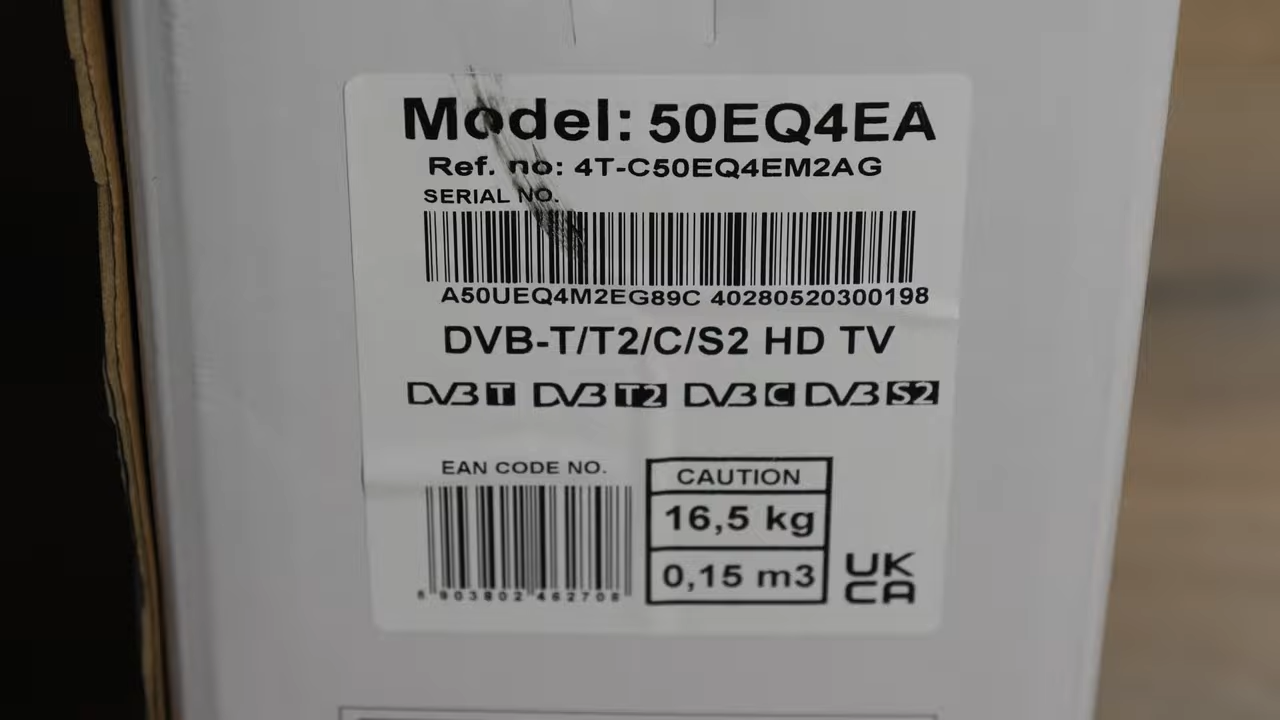 Model: 50EQ4EA
Ref. no: 4T-C50EQ4EM2AG
SERIAL NO.
A50UEQ4M2EG89C 40280520300198
DVB-T/T2/C/S2 HD TV
DVB T DVB T2 DVB C DVB S2
EAN CODE NO.
CAUTION
16,5 kg
0,15 m3
UK
CA